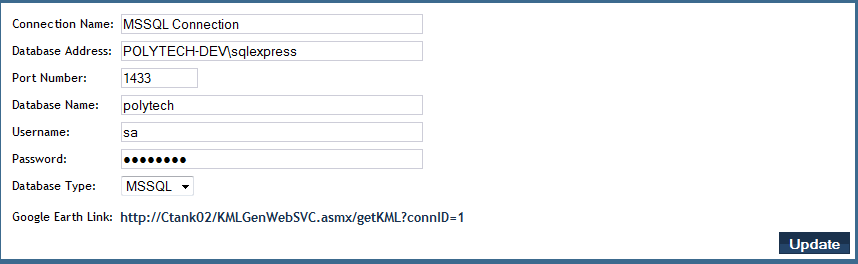 Connection Name: MSSQL Connection
Database Address: POLYTECH-DEV\sqlexpress
Port Number: 1433
Database Name: polytech
Username: sa
Password: ●●●●●●●●
Database Type: MSSQL
Google Earth Link: http://Ctank02/KMLGenWebSVC.asmx/getKML?connID=1
Update